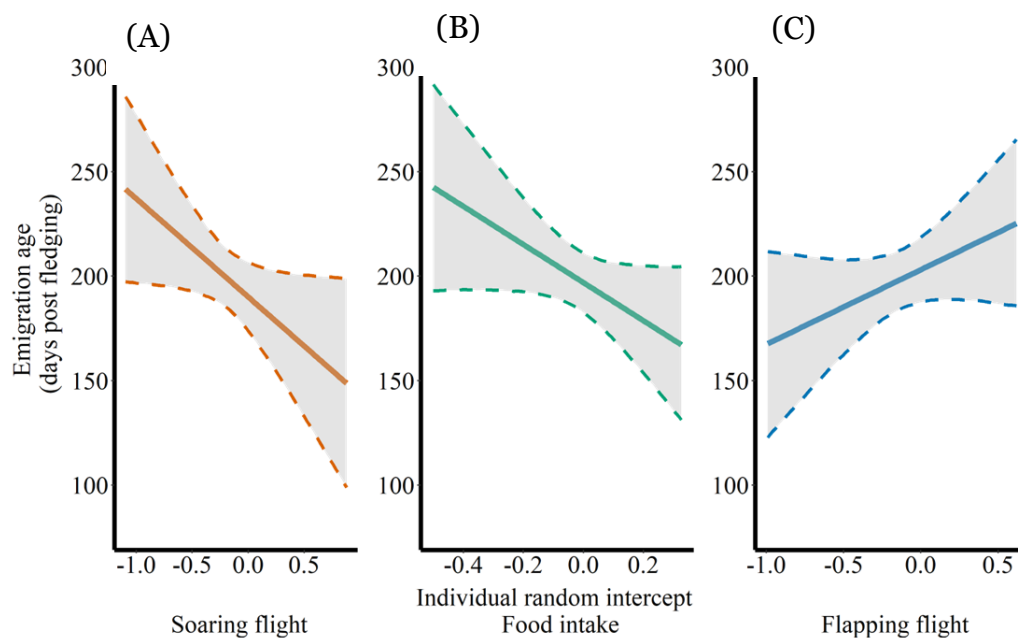 (A)
(B)
(C)
300
250
200
150
100
300
250
200
150
100
300
250
200
150
100
Emigration age
(days post fledging)
-1.0 -0.5 0.0 0.5
-0.4 -0.2 0.0 0.2
-1.0 -0.5 0.0 0.5
Individual random intercept
Soaring flight
Food intake
Flapping flight